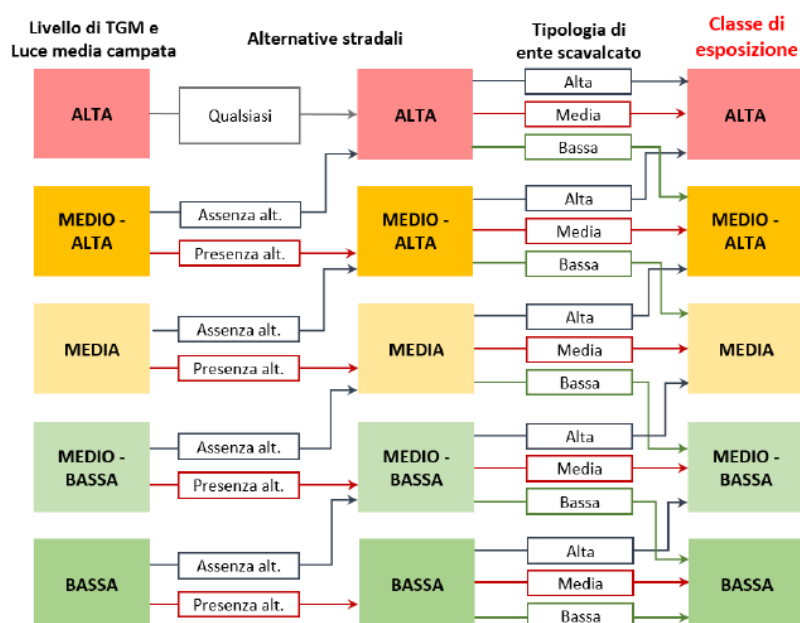 Livello di TGM e
Luce media campata
Alternative stradali
Tipologia di
ente scavalcato
Classe di
esposizione
ALTA
Qualsiasi
ALTA
Alta
Media
Bassa
ALTA
MEDIO -
ALTA
Assenza alt.
Presenza alt.
MEDIO -
ALTA
Alta
Media
Bassa
MEDIO -
ALTA
MEDIA
Assenza alt.
Presenza alt.
MEDIA
Alta
Media
Bassa
MEDIA
MEDIO -
BASSA
Assenza alt.
Presenza alt.
MEDIO -
BASSA
Alta
Media
Bassa
MEDIO -
BASSA
BASSA
Assenza alt.
Presenza alt.
BASSA
Alta
Media
Bassa
BASSA